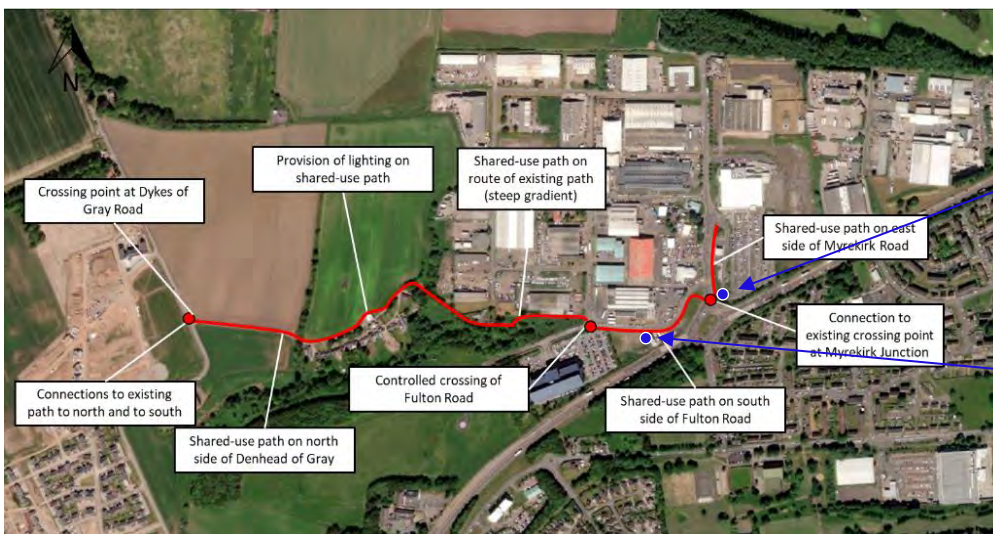 N
Provision of lighting on
shared-use path
Shared-use path on
route of existing path
(steep gradient)
Crossing point at Dykes of
Gray Road
Shared-use path on east
side of Myrekirk Road
Connection to
existing crossing point
at Myrekirk Junction
Connections to existing
path to north and to south
Controlled crossing of
Fulton Road
Shared-use path on south
side of Fulton Road
Shared-use path on north
side of Denhead of Gray